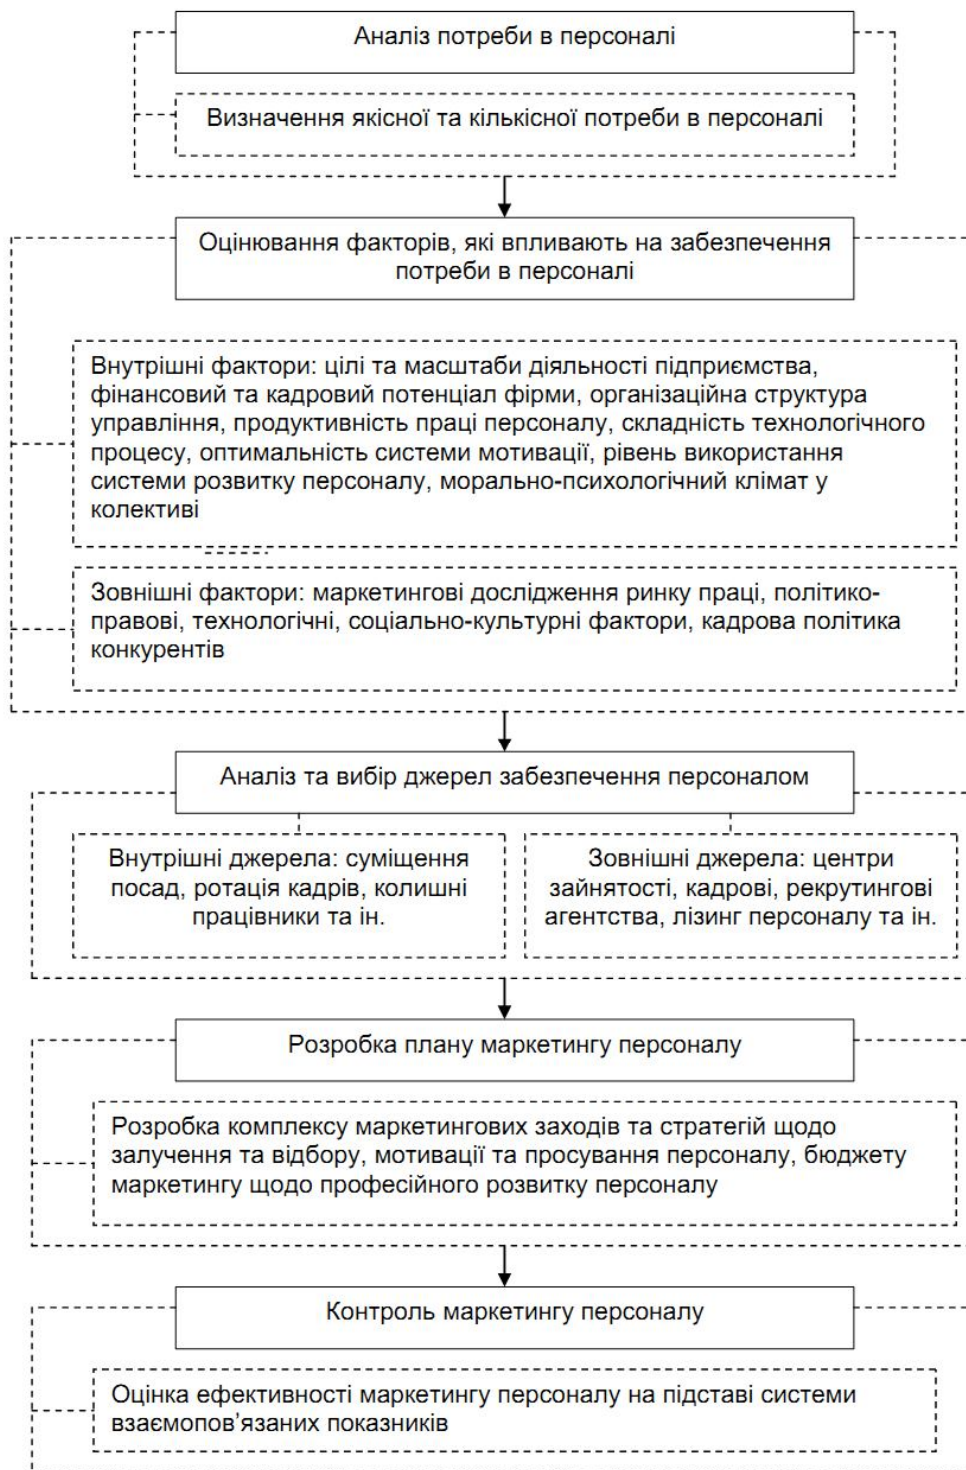 Аналіз потреби в персоналі
Визначення якісної та кількісної потреби в персоналі
Оцінювання факторів, які впливають на забезпечення
потреби в персоналі
Внутрішні фактори: цілі та масштаби діяльності підприємства,
фінансовий та кадровий потенціал фірми, організаційна структура
управління, продуктивність праці персоналу, складність технологічного
процесу, оптимальність системи мотивації, рівень використання
системи розвитку персоналу, морально-психологічний клімат у
колективі
Зовнішні фактори: маркетингові дослідження ринку праці, політико-
правові, технологічні, соціально-культурні фактори, кадрова політика
конкурентів
Аналіз та вибір джерел забезпечення персоналом
Внутрішні джерела: суміщення
посад, ротація кадрів, колишні
працівники та ін.
Зовнішні джерела: центри
зайнятості, кадрові, рекрутингові
агентства, лізинг персоналу та ін.
Розробка плану маркетингу персоналу
Розробка комплексу маркетингових заходів та стратегій щодо
залучення та відбору, мотивації та просування персоналу, бюджету
маркетингу щодо професійного розвитку персоналу
Контроль маркетингу персоналу
Оцінка ефективності маркетингу персоналу на підставі системи
взаємопов’язаних показників